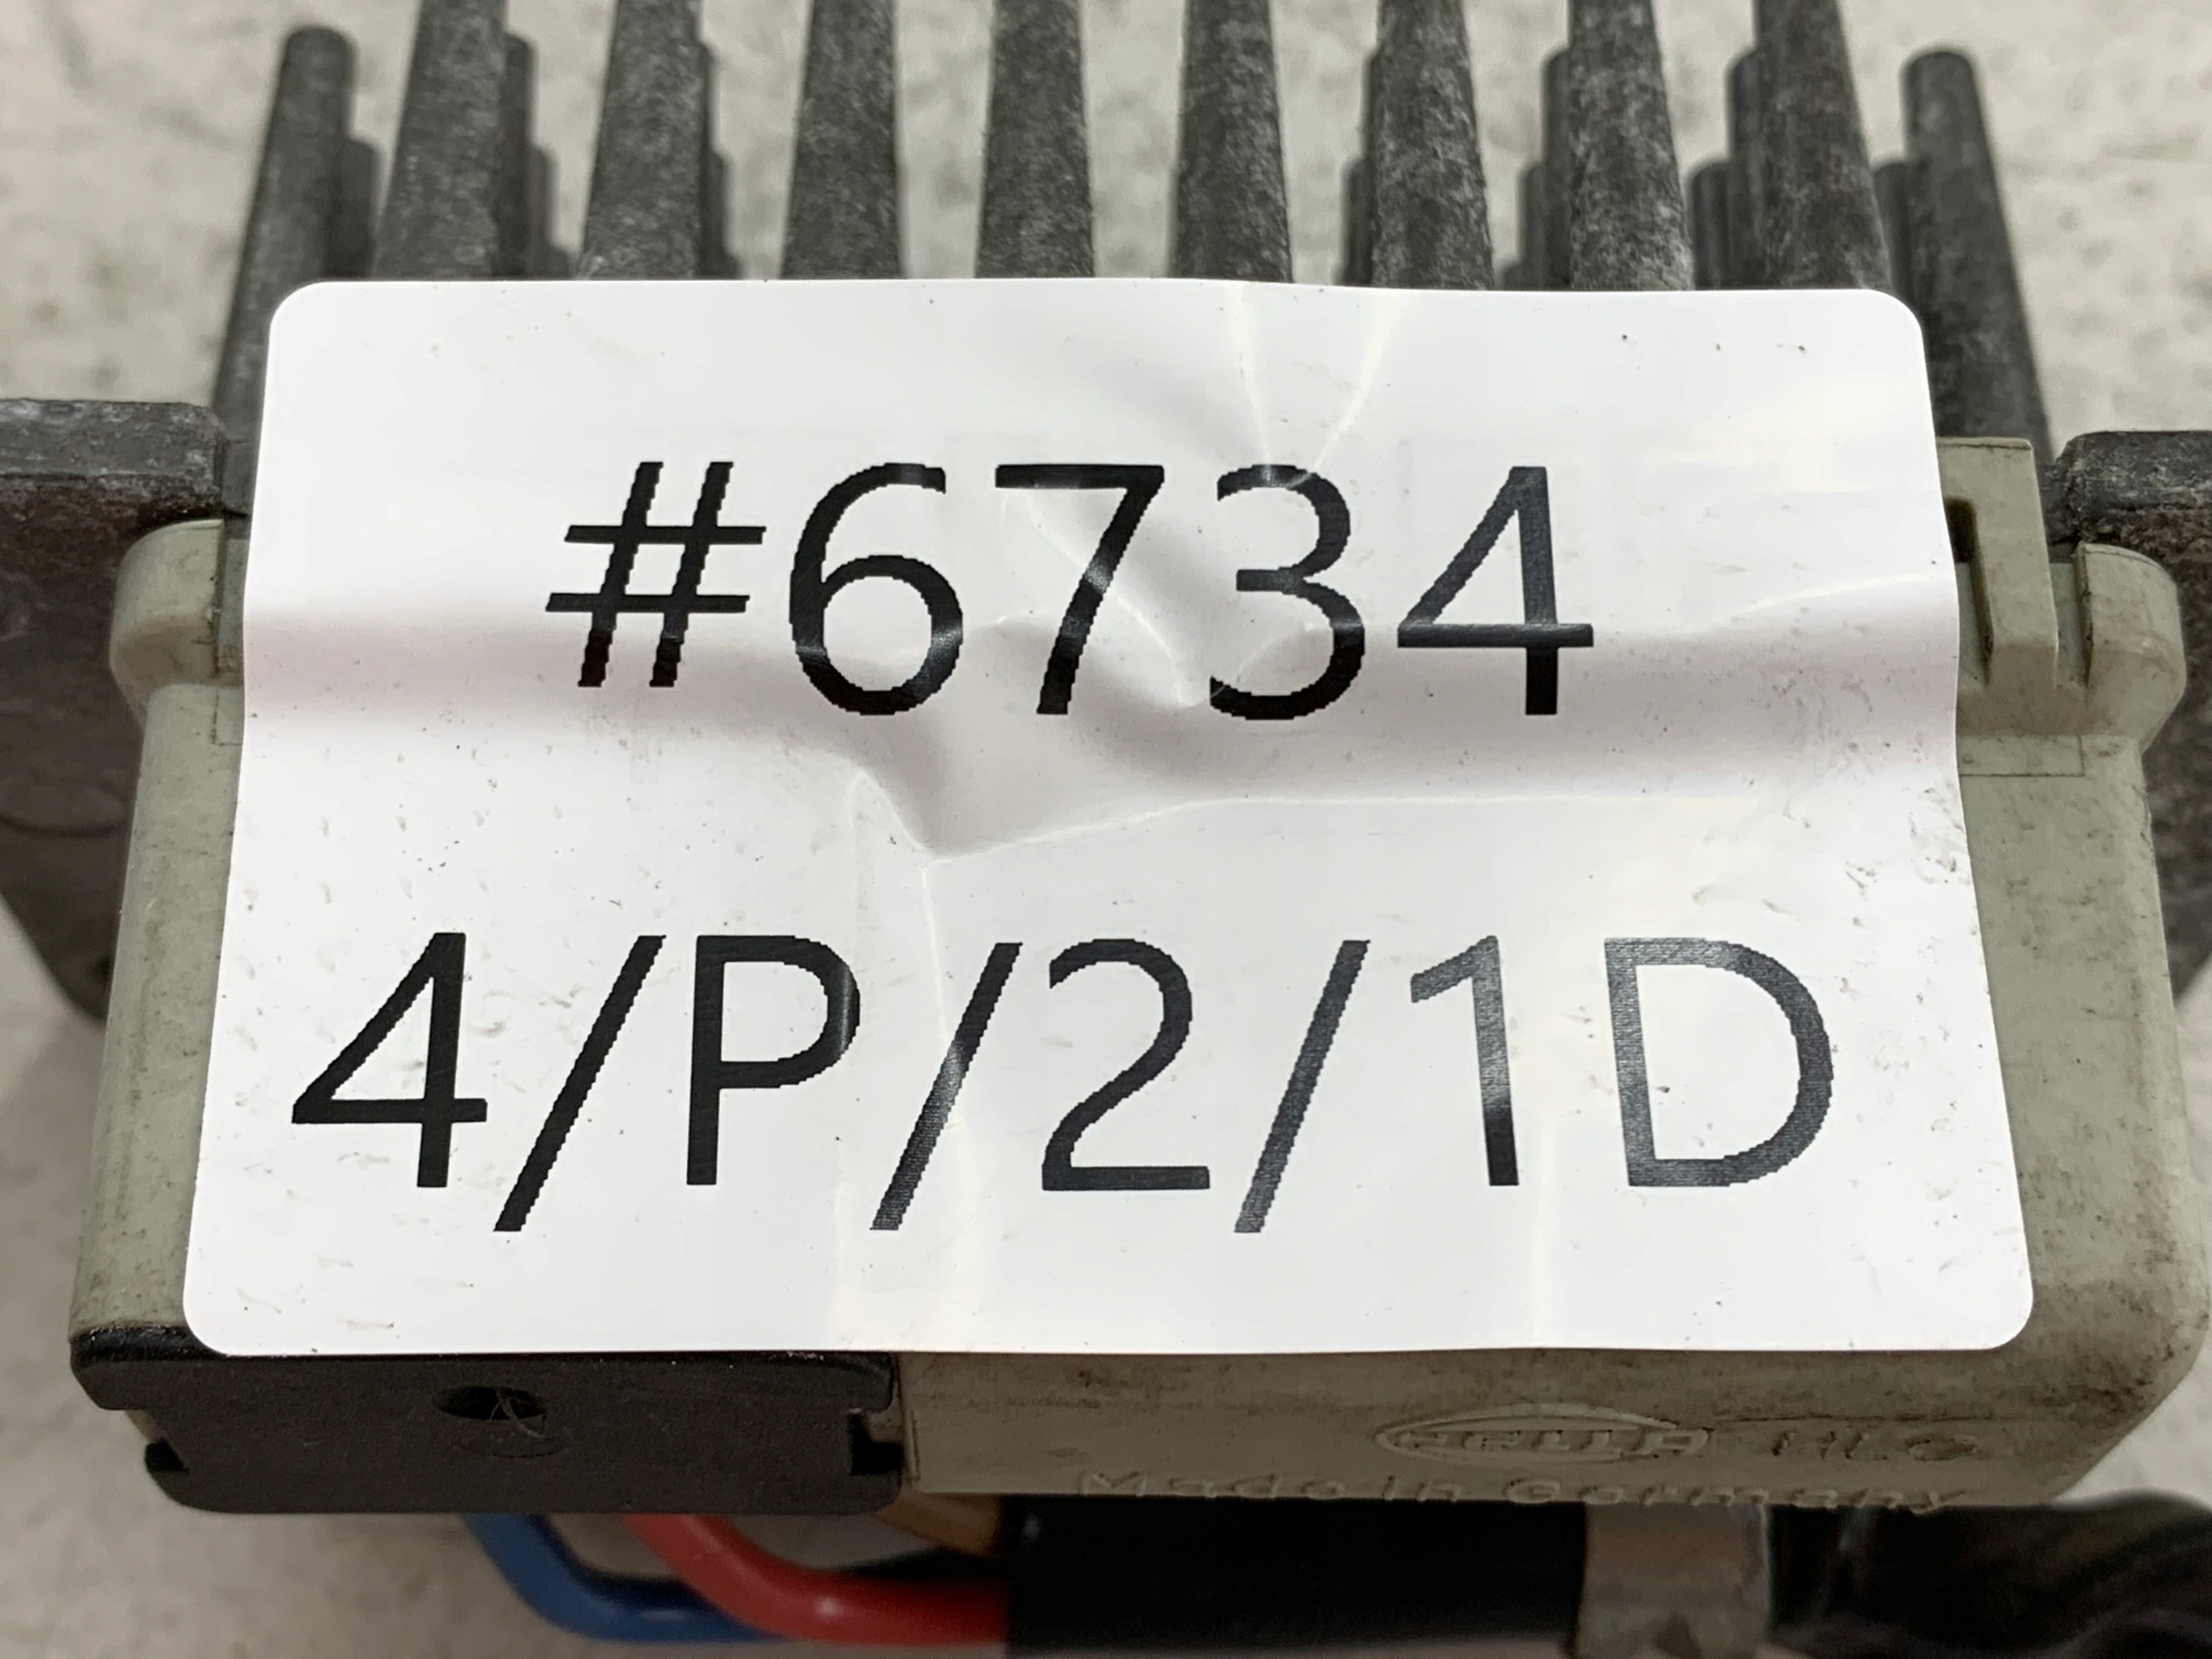 #6734
4/P/2/1D
HELLA
Made in Germany